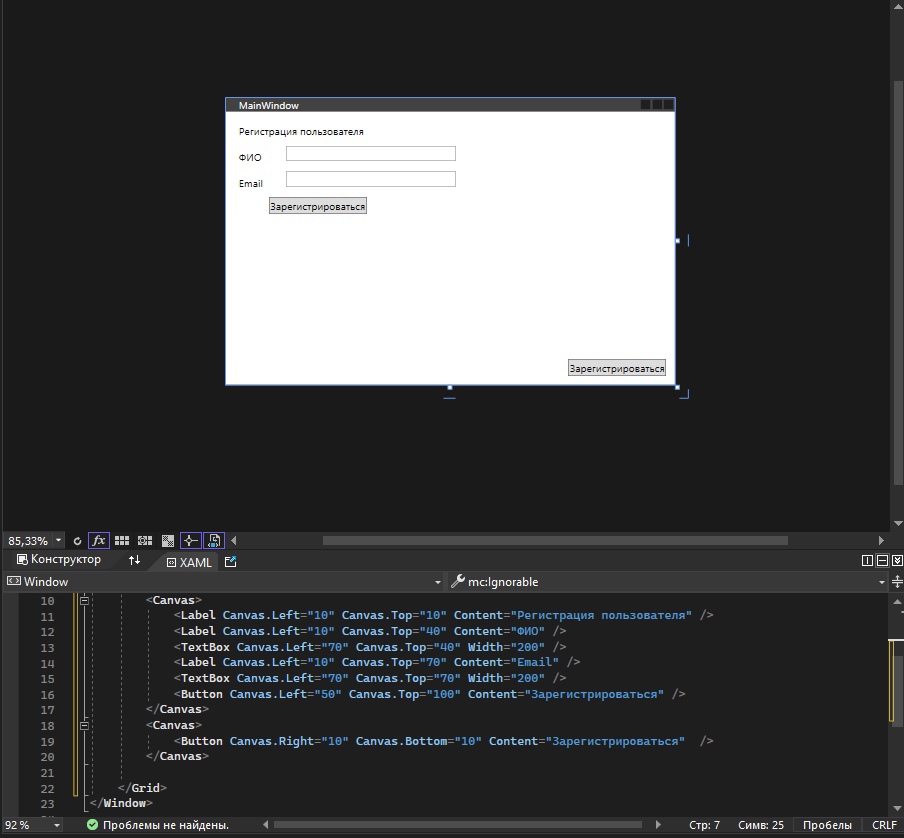 MainWindow
Регистрация пользователя
ФИО
Email
Зарегистрироваться
Зарегистрироваться
85,33%
fx
Конструктор
XAML
Window
mc:Ignorable
10 <Canvas>
11 <Label Canvas.Left="10" Canvas.Top="10" Content="Регистрация пользователя" />
12 <Label Canvas.Left="10" Canvas.Top="40" Content="ФИО" />
13 <TextBox Canvas.Left="70" Canvas.Top="40" Width="200" />
14 <Label Canvas.Left="10" Canvas.Top="70" Content="Email" />
15 <TextBox Canvas.Left="70" Canvas.Top="70" Width="200" />
16 <Button Canvas.Left="50" Canvas.Top="100" Content="Зарегистрироваться" />
17 </Canvas>
18 <Canvas>
19 <Button Canvas.Right="10" Canvas.Bottom="10" Content="Зарегистрироваться"  />
20 </Canvas>
21
22 </Grid>
23 </Window>
92 %
Проблемы не найдены.
Стр: 7
Симв: 25
Пробелы
CRLF